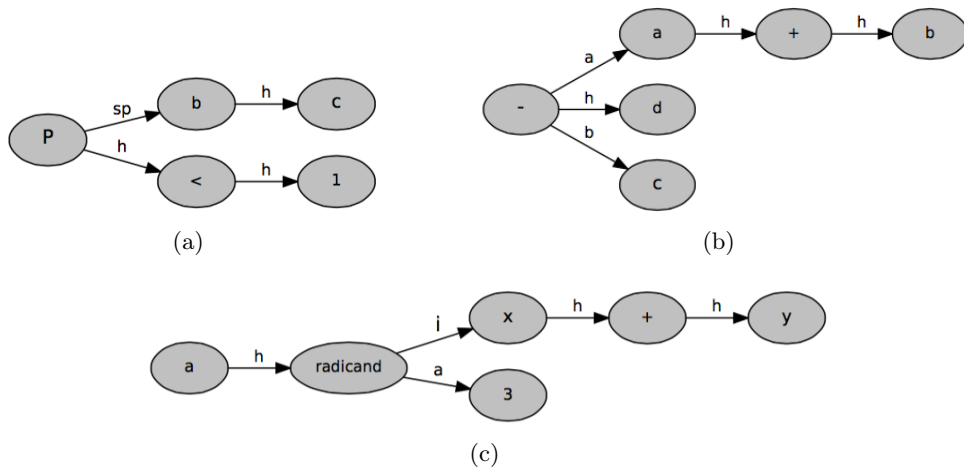 a h + h b
b h c
sp
a
P
- h d
h
b
< h 1
c
(a)
(b)
x h + h y
i
a h radicand
a
3
(c)